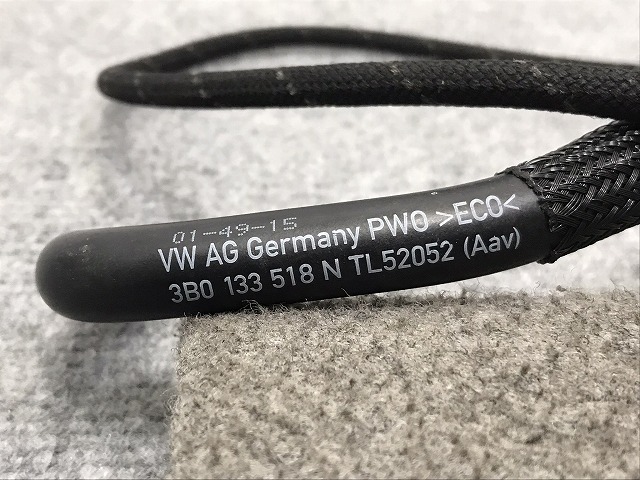 01-49-15
VW AG Germany PWO >ECO<
3B0 133 518 N TL52052 (Aav)